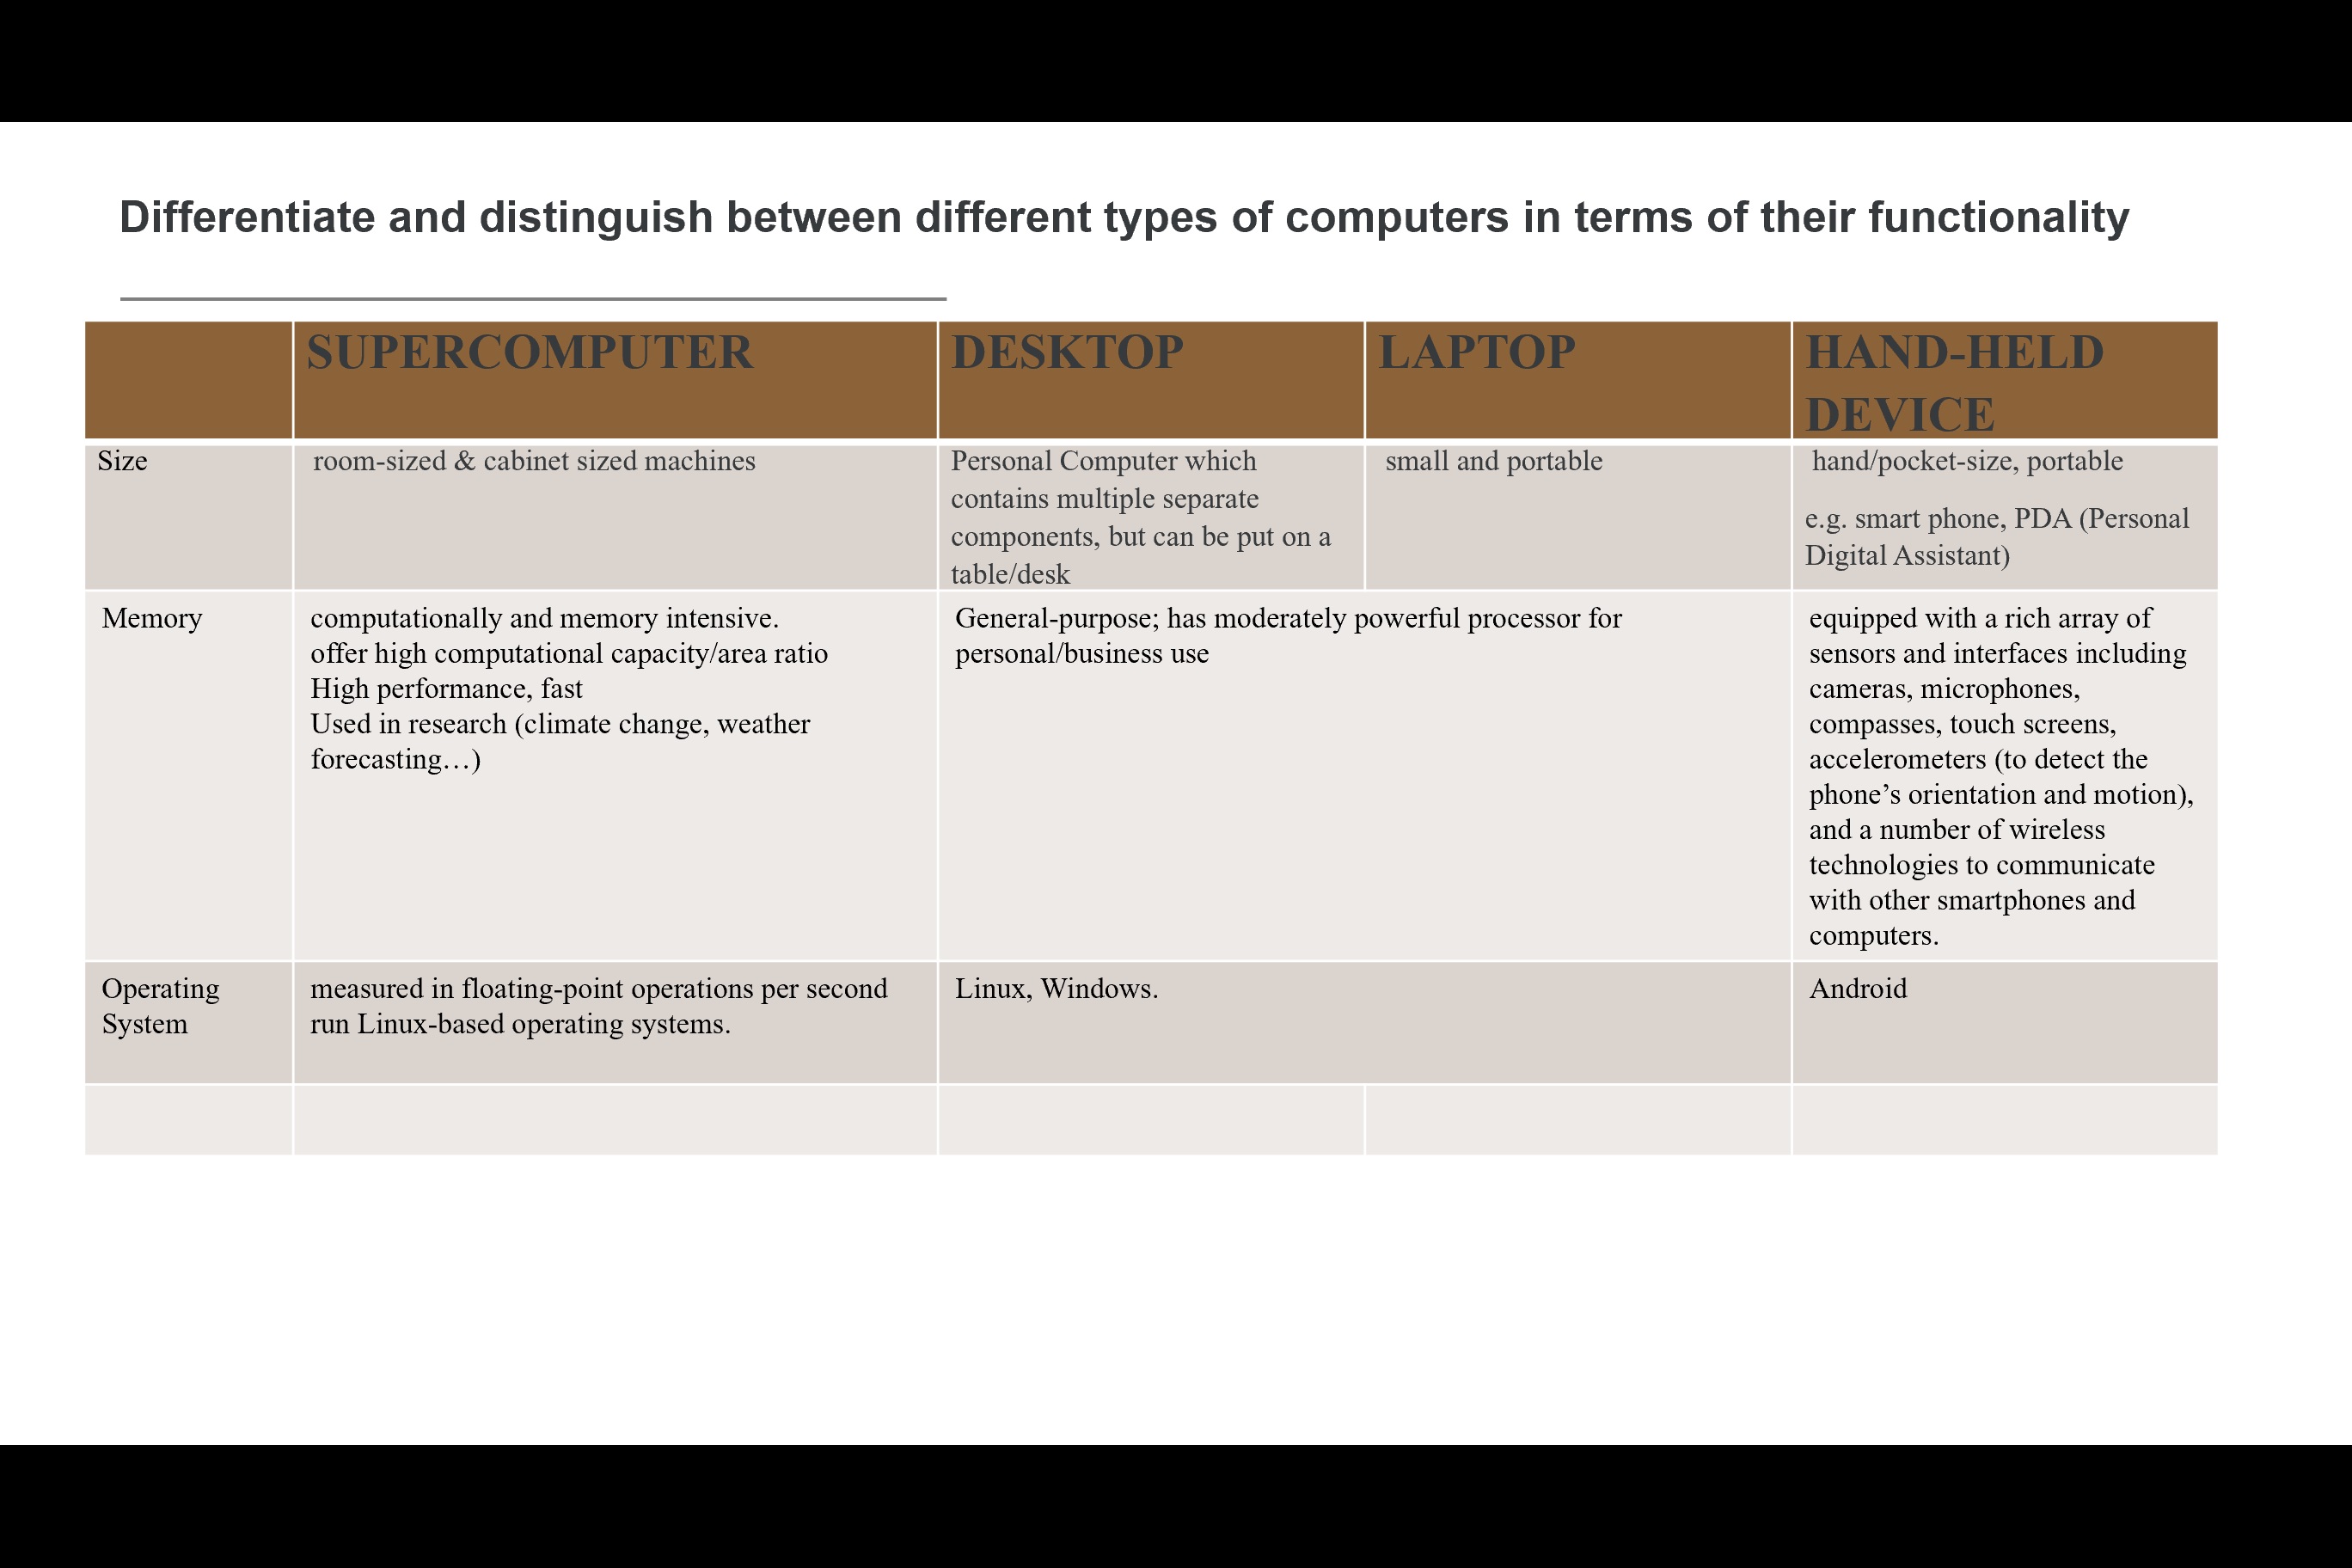 Differentiate and distinguish between different types of computers in terms of their functionality
SUPERCOMPUTER
DESKTOP
LAPTOP
HAND-HELD
DEVICE
Size
room-sized & cabinet sized machines
Personal Computer which
contains multiple separate
components, but can be put on a
table/desk
small and portable
hand/pocket-size, portable
e.g. smart phone, PDA (Personal
Digital Assistant)
Memory
computationally and memory intensive.
offer high computational capacity/area ratio
High performance, fast
Used in research (climate change, weather
forecasting…)
General-purpose; has moderately powerful processor for
personal/business use
equipped with a rich array of
sensors and interfaces including
cameras, microphones,
compasses, touch screens,
accelerometers (to detect the
phone’s orientation and motion),
and a number of wireless
technologies to communicate
with other smartphones and
computers.
Operating
System
measured in floating-point operations per second
run Linux-based operating systems.
Linux, Windows.
Android